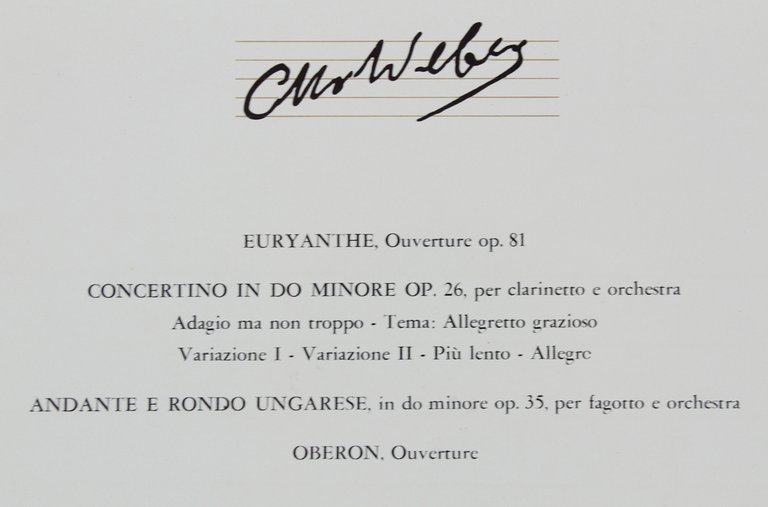 CMvWeber
EURYANTHE, Ouverture op. 81
CONCERTINO IN DO MINORE OP. 26, per clarinetto e orchestra
Adagio ma non troppo - Tema: Allegretto grazioso
Variazione I - Variazione II - Più lento - Allegro
ANDANTE E RONDO UNGARESE, in do minore op. 35, per fagotto e orchestra
OBERON, Ouverture